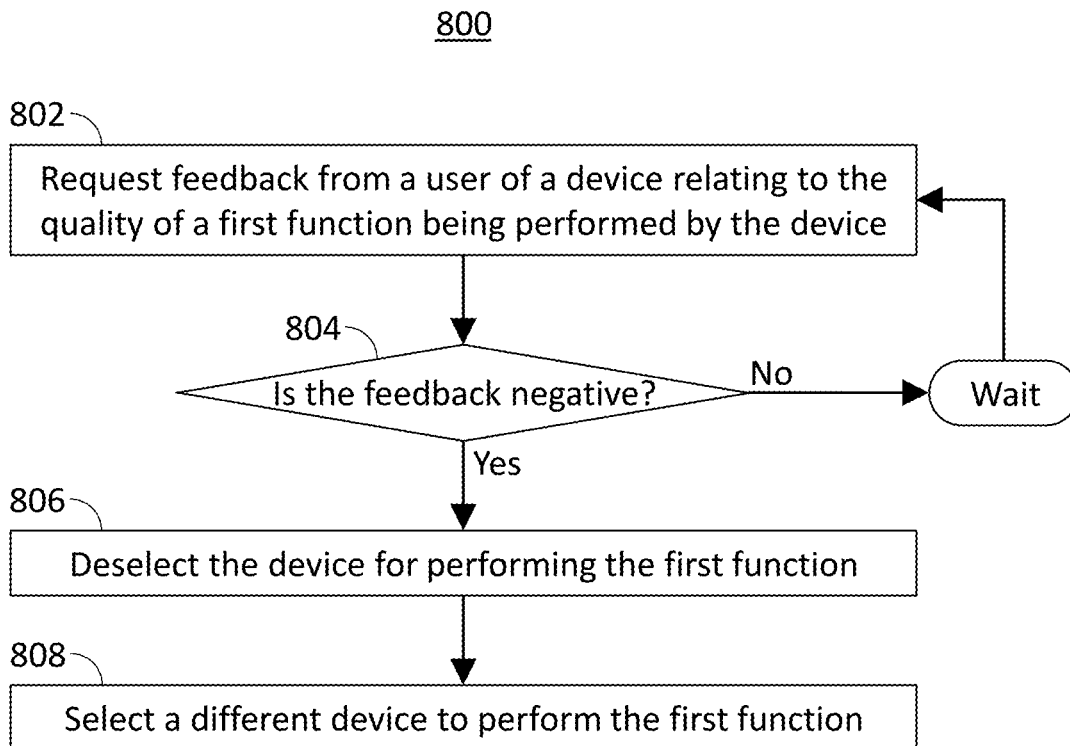 800
802
Request feedback from a user of a device relating to the
quality of a first function being performed by the device
804
Is the feedback negative?
No
Wait
Yes
806
Deselect the device for performing the first function
808
Select a different device to perform the first function